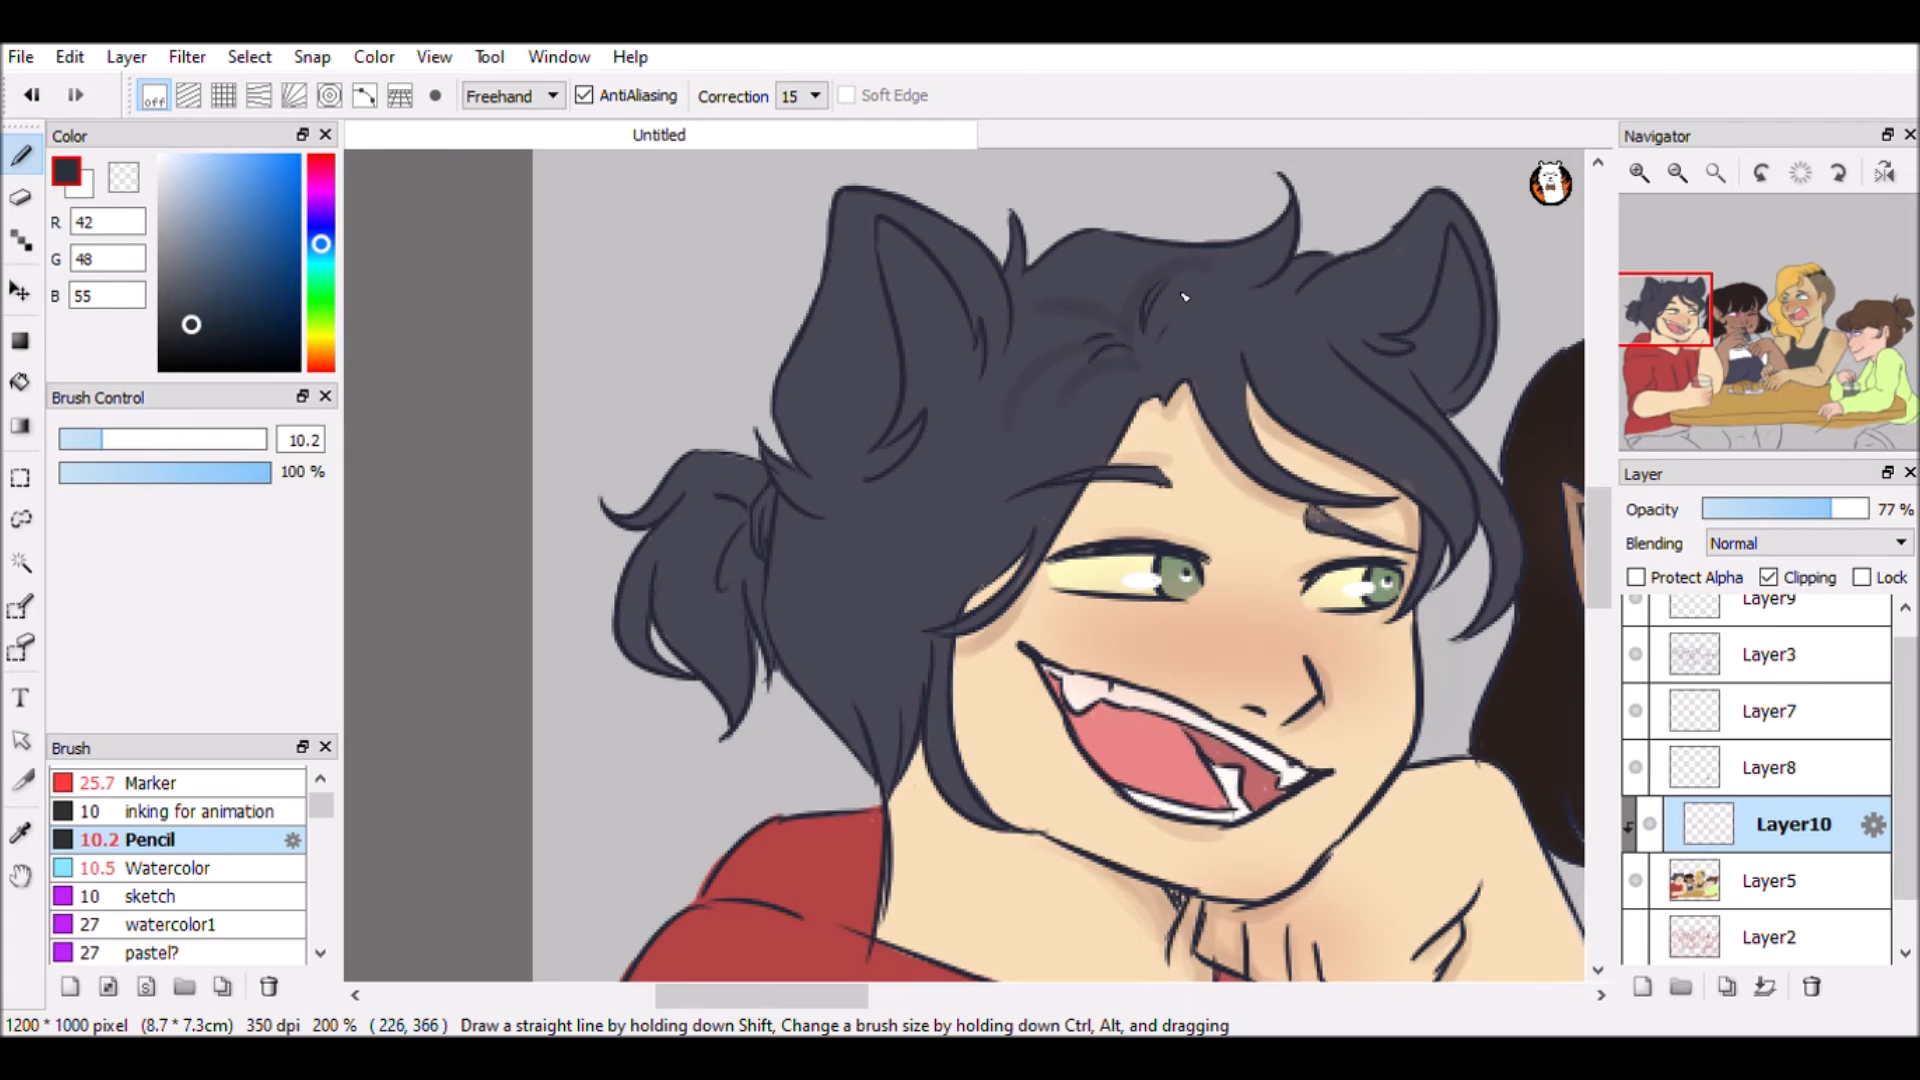 File Edit Layer Filter Select Snap Color View Tool Window Help
off Freehand AntiAliasing Correction 15 Soft Edge
Color
R 42
G 48
B 55
Brush Control
10.2
100 %
Brush
25.7 Marker
10 inking for animation
10.2 Pencil
10.5 Watercolor
10 sketch
27 watercolor1
27 pastel?
Untitled
Navigator
Layer
Opacity 77 %
Blending Normal
Protect Alpha Clipping Lock
Layer9
Layer3
Layer7
Layer8
Layer10
Layer5
Layer2
1200 * 1000 pixel (8.7 * 7.3cm) 350 dpi 200 % ( 226, 366 ) Draw a straight line by holding down Shift, Change a brush size by holding down Ctrl, Alt, and dragging